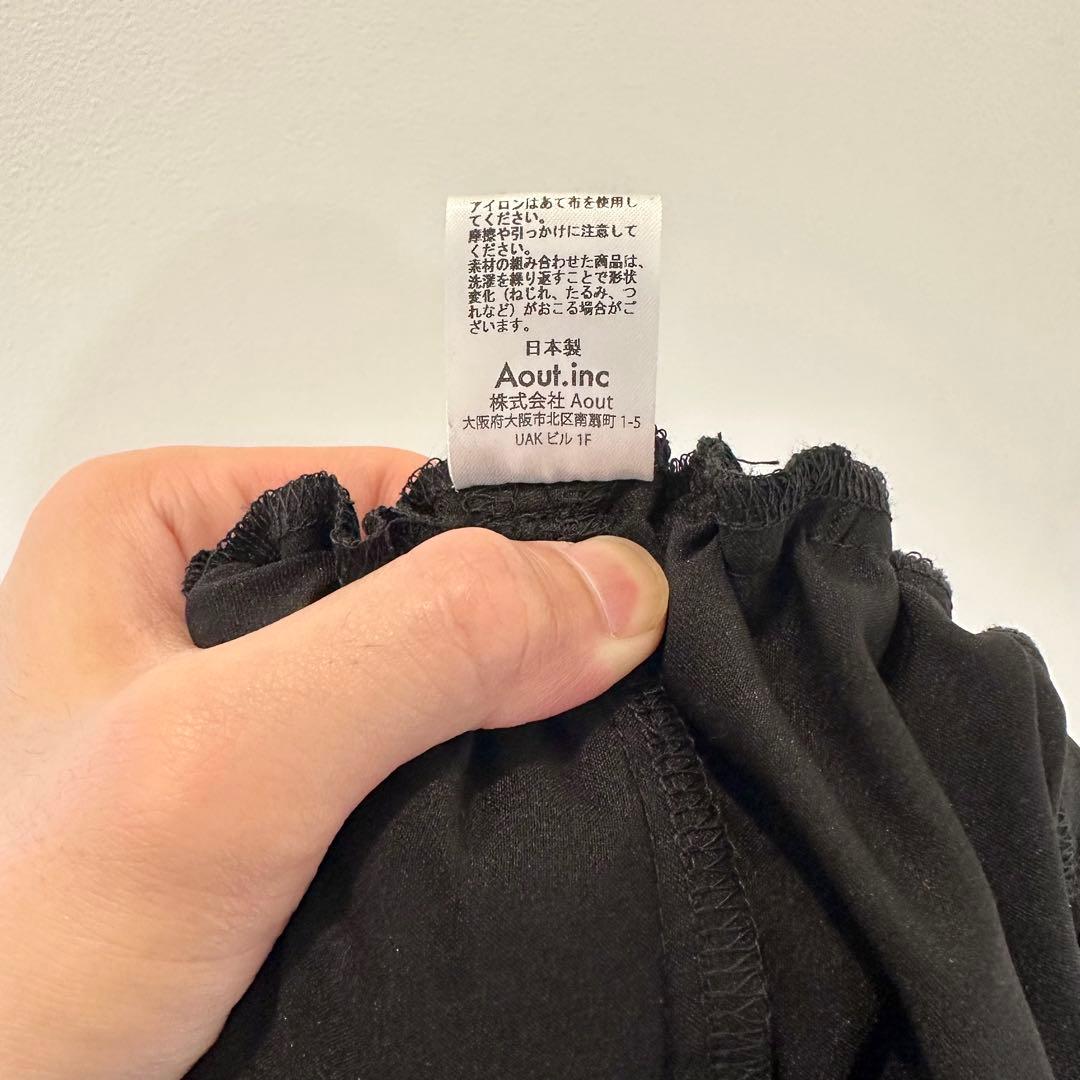 アイロンはあて布を使用し
てください。
摩擦や引っかけに注意して
ください。
素材の組み合わせた商品は、
洗濯を繰り返すことで形状
変化（ねじれ、たるみ、つ
れなど）がおこる場合がご
ざいます。
日本製
Aout.inc
株式会社 Aout
大阪府大阪市北区南扇町 1-5
UAK ビル 1F